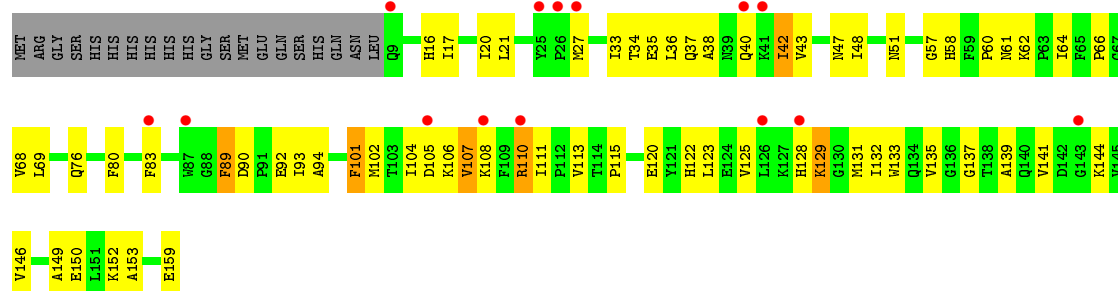 MET ARG GLY SER HIS HIS HIS HIS HIS HIS GLY SER MET GLU GLN SER HIS GLN ASN LEU Q9 H16 I17 I20 L21 Y25 P26 M27 I33 T34 E35 L36 Q37 A38 N39 Q40 K41 I42 V43 N47 I48 N51 G57 H58 F59 P60 N61 K62 P63 I64 F65 P66 G67
V68 L69 Q76 F80 F83 W87 G88 F89 D90 P91 E92 I93 A94 F101 M102 T103 I104 D105 K106 V107 K108 F109 R110 I111 P112 V113 T114 P115 E120 Y121 H122 L123 E124 V125 L126 K127 H128 K129 G130 M131 I132 W133 Q134 V135 G136 G137 T138 A139 Q140 V141 D142 G143 K144 V145
V146 A149 E150 L151 K152 A153 E159